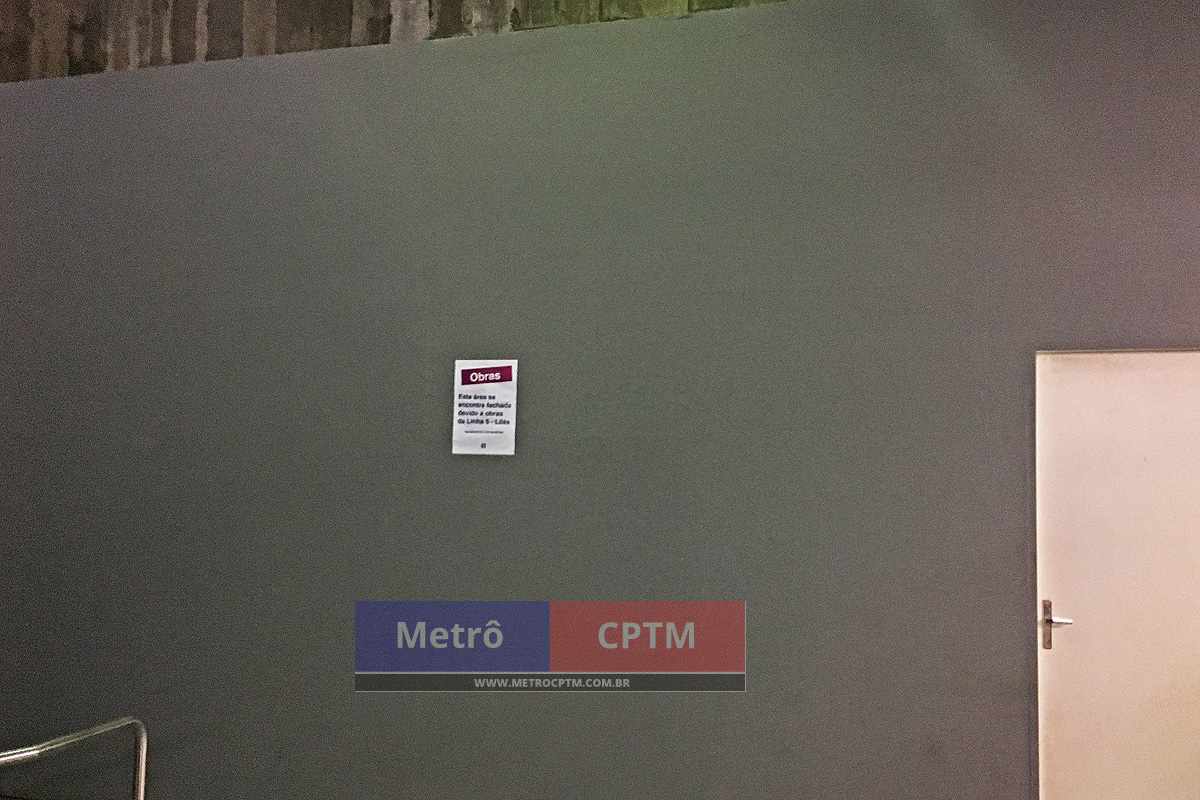 Obras
Esta área se
encontra fechada
devido a obras
da Linha 5 - Lilás
Metrô CPTM
WWW.METROCPTM.COM.BR